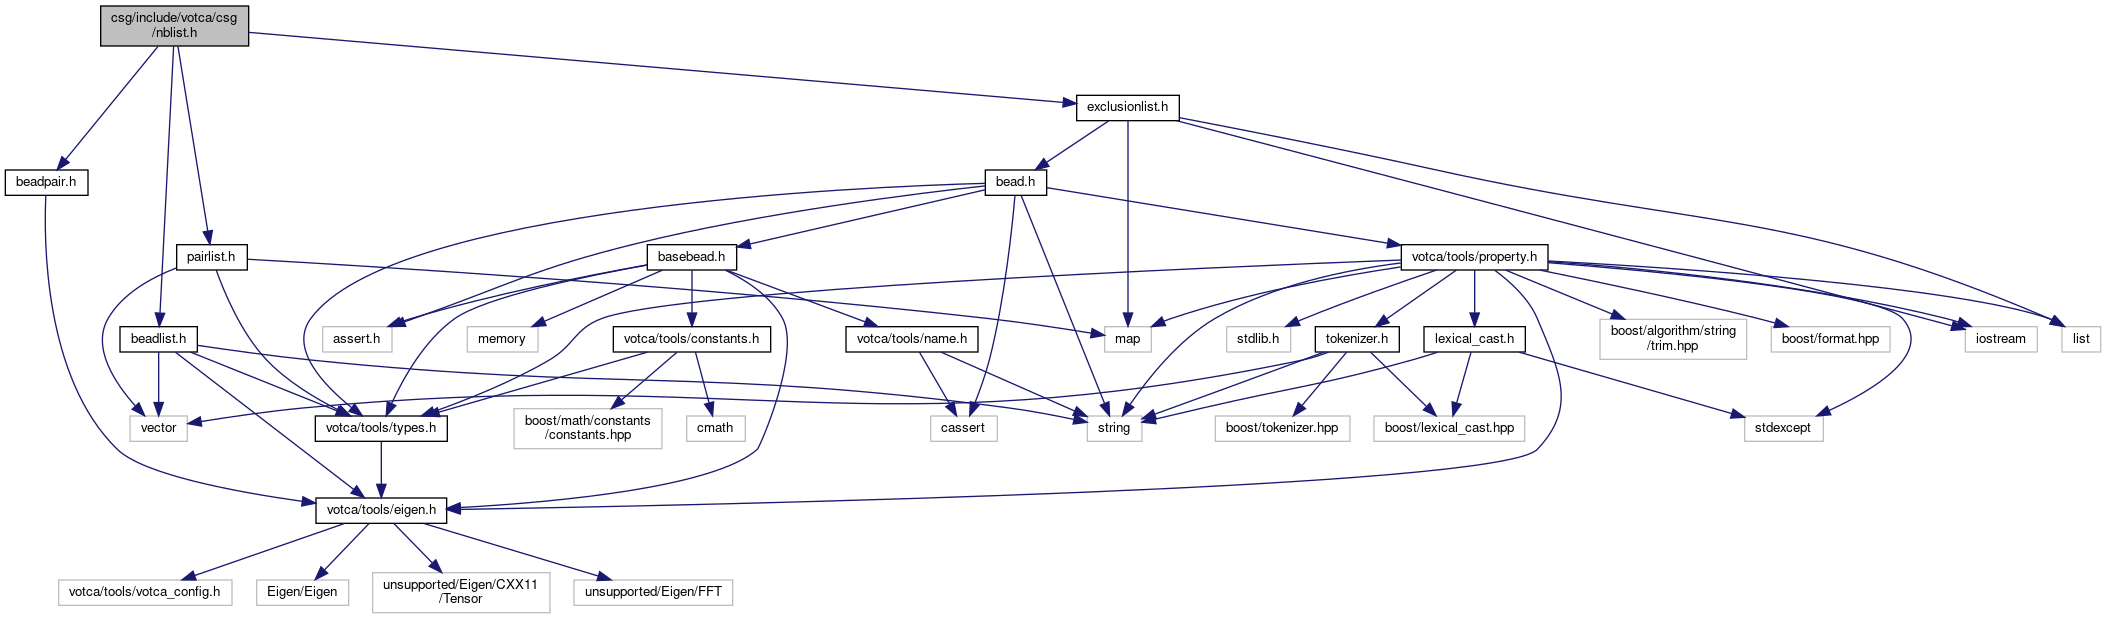 csg/include/votca/csg
/nblist.h
exclusionlist.h
beadpair.h
bead.h
pairlist.h
basebead.h
votca/tools/property.h
beadlist.h
assert.h
memory
votca/tools/constants.h
votca/tools/name.h
map
stdlib.h
tokenizer.h
lexical_cast.h
boost/algorithm/string
/trim.hpp
boost/format.hpp
iostream
list
vector
votca/tools/types.h
boost/math/constants
/constants.hpp
cmath
cassert
string
boost/tokenizer.hpp
boost/lexical_cast.hpp
stdexcept
votca/tools/eigen.h
votca/tools/votca_config.h
Eigen/Eigen
unsupported/Eigen/CXX11
/Tensor
unsupported/Eigen/FFT